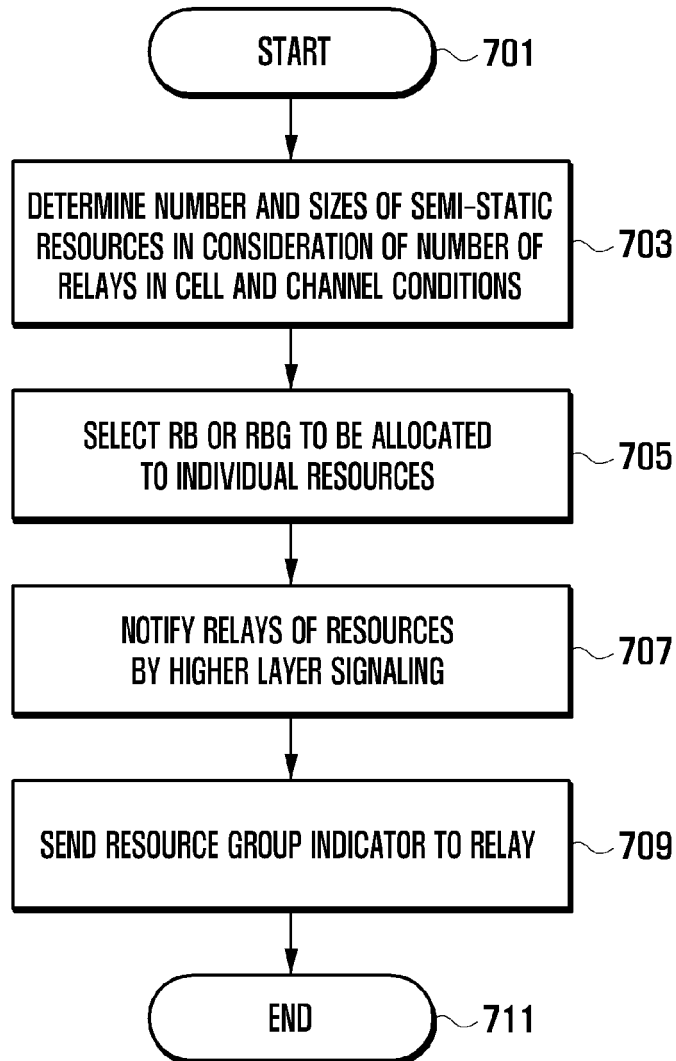 START
701
DETERMINE NUMBER AND SIZES OF SEMI-STATIC
RESOURCES IN CONSIDERATION OF NUMBER OF
RELAYS IN CELL AND CHANNEL CONDITIONS
703
SELECT RB OR RBG TO BE ALLOCATED
TO INDIVIDUAL RESOURCES
705
NOTIFY RELAYS OF RESOURCES
BY HIGHER LAYER SIGNALING
707
SEND RESOURCE GROUP INDICATOR TO RELAY
709
END
711